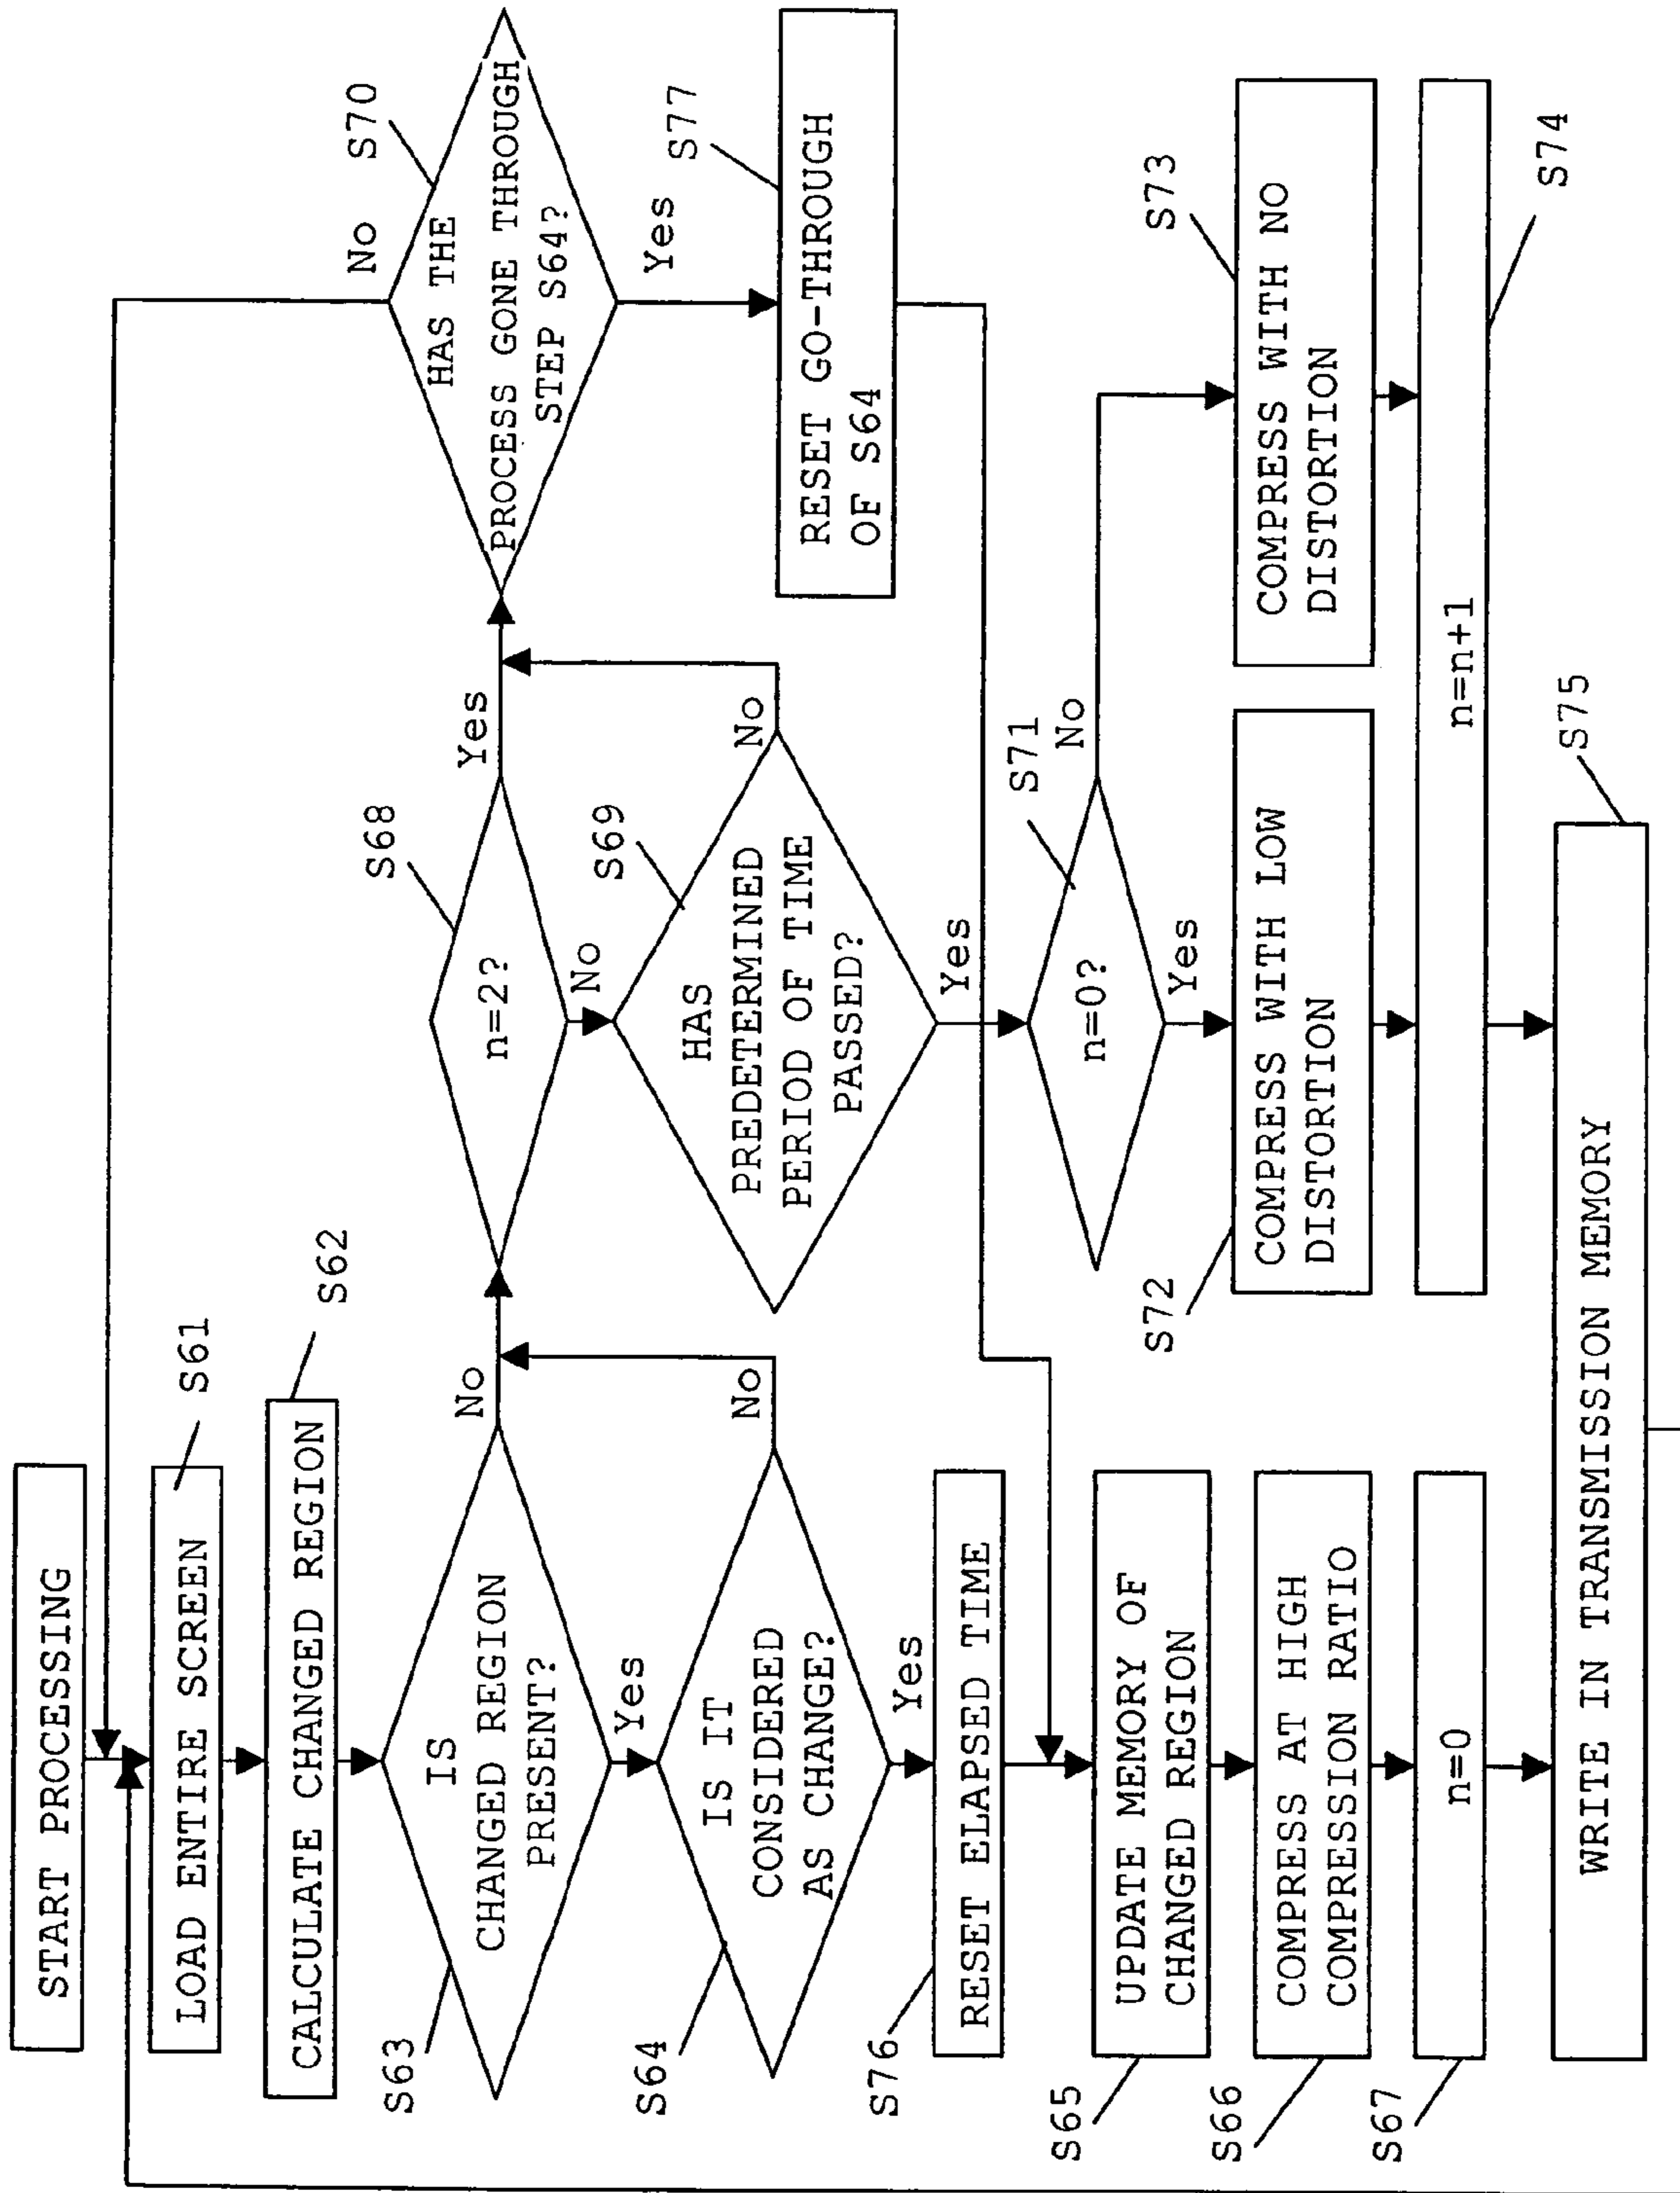 START PROCESSING
LOAD ENTIRE SCREEN
S61
CALCULATE CHANGED REGION
S62
S63
IS
CHANGED REGION
PRESENT?
No
Yes
S64
IS IT
CONSIDERED
AS CHANGE?
No
Yes
S76
RESET ELAPSED TIME
S65
UPDATE MEMORY OF
CHANGED REGION
S66
COMPRESS AT HIGH
COMPRESSION RATIO
S67
n=0
S68
n=2?
Yes
No
S69
HAS
PREDETERMINED
PERIOD OF TIME
PASSED?
No
Yes
S70
No
HAS THE
PROCESS GONE THROUGH
STEP S64?
Yes
S77
RESET GO-THROUGH
OF S64
S71
n=0?
No
Yes
S72
COMPRESS WITH LOW
DISTORTION
S73
COMPRESS WITH NO
DISTORTION
n=n+1
S74
S75
WRITE IN TRANSMISSION MEMORY